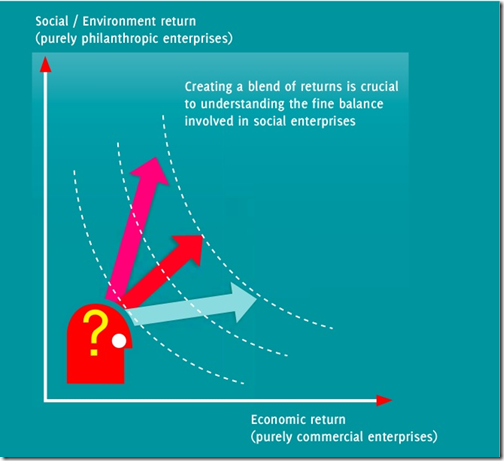 Social / Environment return
(purely philanthropic enterprises)
Creating a blend of returns is crucial
to understanding the fine balance
involved in social enterprises
?
Economic return
(purely commercial enterprises)